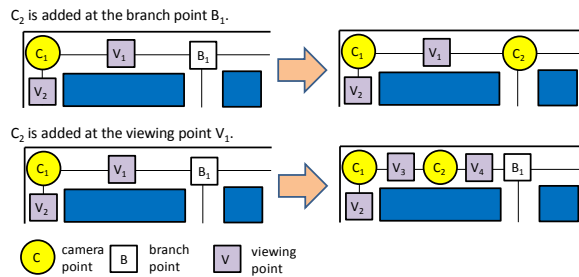 C2 is added at the branch point B1.
C1 V1 B1 C1 V1 C2
V2 V2
C2 is added at the viewing point V1.
C1 V1 B1 C1 V3 C2 V4 B1
V2 V2
C camera point B branch point V viewing point